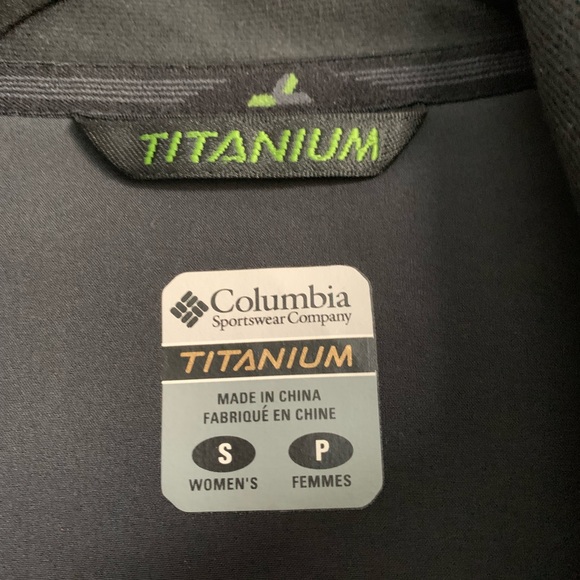 TITANIUM
Columbia
Sportswear Company
TITANIUM
MADE IN CHINA
FABRIQUÉ EN CHINE
S P
WOMEN'S FEMMES